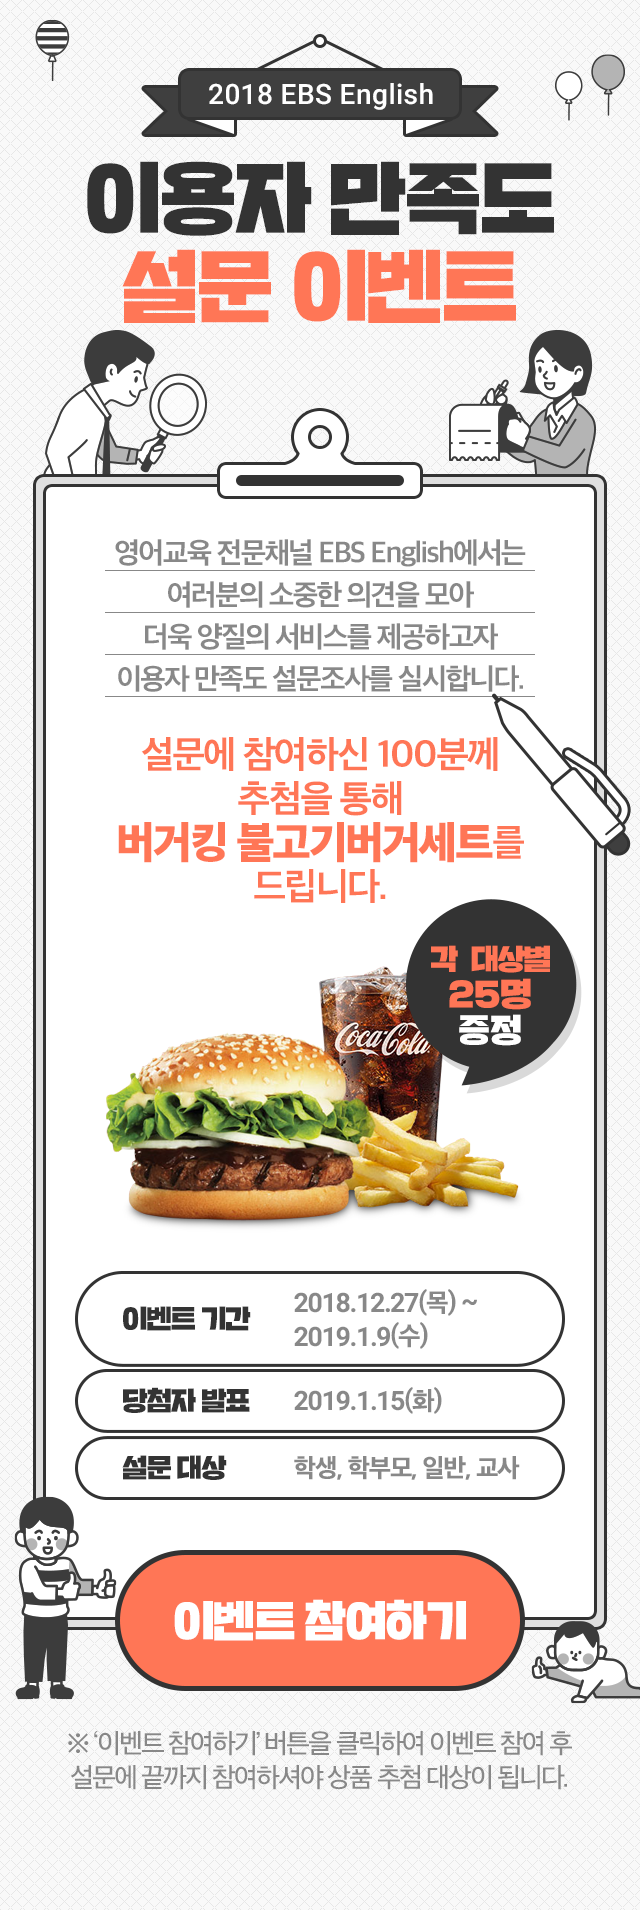 2018 EBS English
이용자 만족도
설문 이벤트
영어교육 전문채널 EBS English에서는
여러분의 소중한 의견을 모아
더욱 양질의 서비스를 제공하고자
이용자 만족도 설문조사를 실시합니다.
설문에 참여하신 100분께
추첨을 통해
버거킹 불고기버거세트를
드립니다.
각 대상별
25명
증정
Coca-Cola
이벤트 기간
2018.12.27(목) ~
2019.1.9(수)
당첨자 발표
2019.1.15(화)
설문 대상
학생, 학부모, 일반, 교사
이벤트 참여하기
※ ‘이벤트 참여하기’ 버튼을 클릭하여 이벤트 참여 후
설문에 끝까지 참여하셔야 상품 추첨 대상이 됩니다.